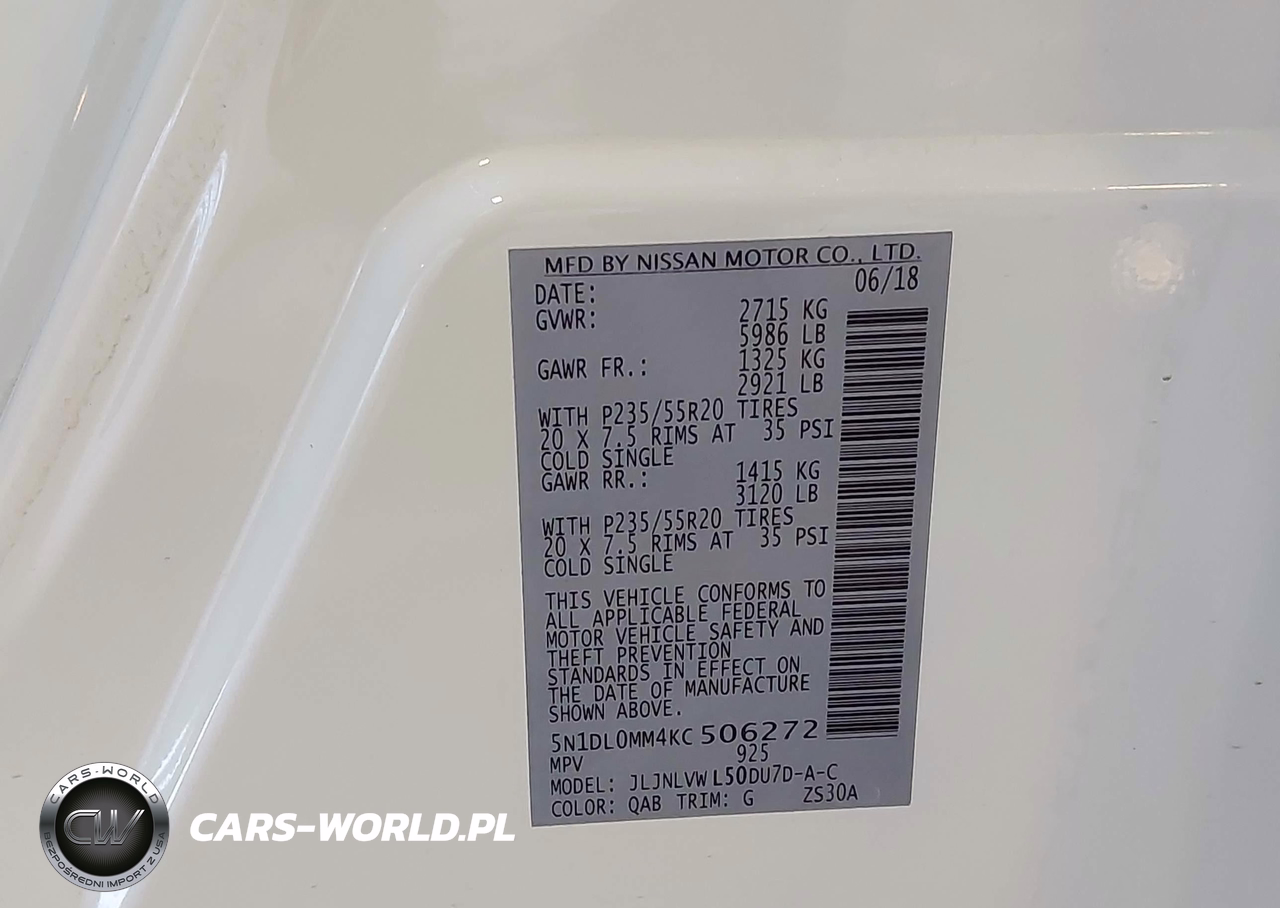 MFD BY NISSAN MOTOR CO., LTD.
DATE: 06/18
GVWR: 2715 KG
5986 LB
GAWR FR.: 1325 KG
2921 LB
WITH P235/55R20 TIRES
20 X 7.5 RIMS AT 35 PSI
COLD SINGLE
GAWR RR.: 1415 KG
3120 LB
WITH P235/55R20 TIRES
20 X 7.5 RIMS AT 35 PSI
COLD SINGLE
THIS VEHICLE CONFORMS TO
ALL APPLICABLE FEDERAL
MOTOR VEHICLE SAFETY AND
THEFT PREVENTION
STANDARDS IN EFFECT ON
THE DATE OF MANUFACTURE
SHOWN ABOVE.
5N1DL0MM4KC506272
MPV 925
MODEL: JLJNLVW L50DU7D-A-C
COLOR: QAB TRIM: G ZS30A
CARS-WORLD
CW
BEZPOŚREDNI IMPORT Z USA
CARS-WORLD.PL